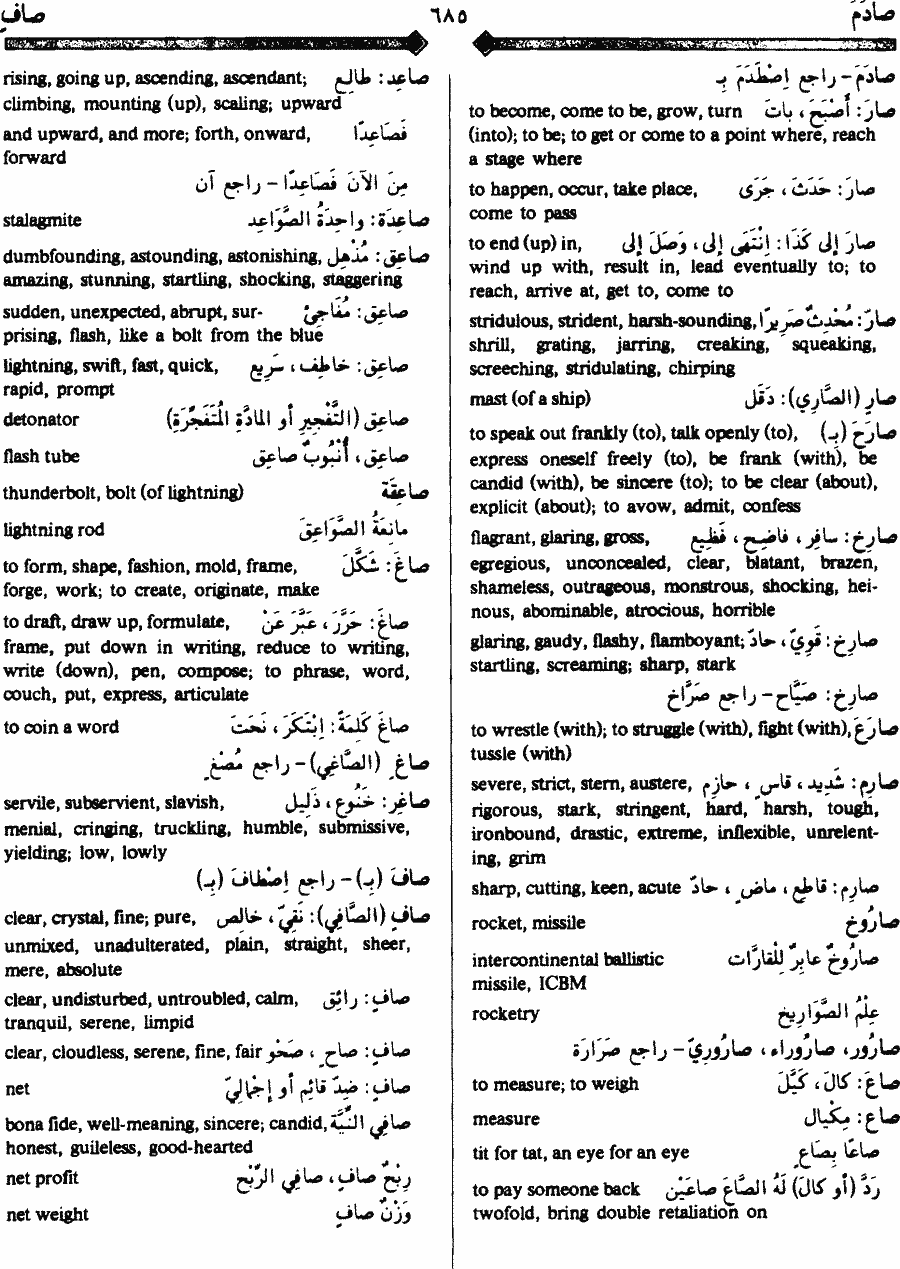 صادَمَ
٦٨٥
صافٍ
صادَمَ - راجع اِصْطَدَمَ بِـ
صارَ: أَصْبَحَ، باتَ to become, come to be, grow, turn
(into); to be; to get or come to a point where, reach
a stage where
صارَ: حَدَثَ، جَرَى to happen, occur, take place,
come to pass
صارَ إلى كَذَا: اِنْتَهَى إلى، وَصَلَ إلى to end (up) in,
wind up with, result in, lead eventually to; to
reach, arrive at, get to, come to
صارّ: مُحْدِثٌ صَرِيرًا stridulous, strident, harsh-sounding,
shrill, grating, jarring, creaking, squeaking,
screeching, stridulating, chirping
صارٍ (الصَّارِي): دَقَل mast (of a ship)
صارَحَ (بِـ) to speak out frankly (to), talk openly (to),
express oneself freely (to), be frank (with), be
candid (with), be sincere (to); to be clear (about),
explicit (about); to avow, admit, confess
صارِخ: سافِر، فاضِح، فَظِيع flagrant, glaring, gross,
egregious, unconcealed, clear, blatant, brazen,
shameless, outrageous, monstrous, shocking, hei-
nous, abominable, atrocious, horrible
صارِخ: قَوِيّ، حادّ glaring, gaudy, flashy, flamboyant;
startling, screaming; sharp, stark
صارِخ: صَيَّاح - راجع صَرَّاخ
صارَعَ to wrestle (with); to struggle (with), fight (with),
tussle (with)
صارِم: شَدِيد، قاسٍ، حازِم severe, strict, stern, austere,
rigorous, stark, stringent, hard, harsh, tough,
ironbound, drastic, extreme, inflexible, unrelent-
ing, grim
صارِم: قاطِع، ماضٍ، حادّ sharp, cutting, keen, acute
صارُوخ rocket, missile
صارُوخٌ عابِرٌ لِلْقارَّات intercontinental ballistic
missile, ICBM
عِلْمُ الصَّوَارِيخ rocketry
صارُور، صارُوراء، صارُورِيّ - راجع صَرَارَة
صاعَ: كالَ، كَيَّلَ to measure; to weigh
صاع: مِكْيال measure
صاعًا بِصَاعٍ tit for tat, an eye for an eye
رَدَّ (أو كالَ) لَهُ الصَّاعَ صاعَيْن to pay someone back
twofold, bring double retaliation on
صاعِد: طالِع rising, going up, ascending, ascendant;
climbing, mounting (up), scaling; upward
فَصَاعِدًا and upward, and more; forth, onward,
forward
مِنَ الآنَ فَصَاعِدًا - راجع آن
صاعِدَة: واحِدَةُ الصَّوَاعِد stalagmite
صاعِق: مُذْهِل dumbfounding, astounding, astonishing,
amazing, stunning, startling, shocking, staggering
صاعِق: مُفَاجِئ sudden, unexpected, abrupt, sur-
prising, flash, like a bolt from the blue
صاعِق: خاطِف، سَرِيع lightning, swift, fast, quick,
rapid, prompt
صاعِق (التَّفْجِيرِ أو المادَّةِ المُتَفَجِّرَة) detonator
صاعِق، أُنْبُوبٌ صاعِق flash tube
صاعِقَة thunderbolt, bolt (of lightning)
مانِعَةُ الصَّوَاعِق lightning rod
صاغَ: شَكَّلَ to form, shape, fashion, mold, frame,
forge, work; to create, originate, make
صاغَ: حَرَّرَ، عَبَّرَ عَنْ to draft, draw up, formulate,
frame, put down in writing, reduce to writing,
write (down), pen, compose; to phrase, word,
couch, put, express, articulate
صاغَ كَلِمَةً: اِبْتَكَرَ، نَحَتَ to coin a word
صاغٍ (الصَّاغِي) - راجع مُصْغٍ
صاغِر: خَنُوع، ذَلِيل servile, subservient, slavish,
menial, cringing, truckling, humble, submissive,
yielding; low, lowly
صافَ (بِـ) - راجع اِصْطافَ (بِـ)
صافٍ (الصَّافِي): نَقِيّ، خالِص clear, crystal, fine; pure,
unmixed, unadulterated, plain, straight, sheer,
mere, absolute
صافٍ: رائِق clear, undisturbed, untroubled, calm,
tranquil, serene, limpid
صافٍ: صاحٍ، صَحْو clear, cloudless, serene, fine, fair
صافٍ: ضِدّ قائِم أو إجْمَالِيّ net
صافِي النِّيَّة bona fide, well-meaning, sincere; candid,
honest, guileless, good-hearted
رِبْحٌ صافٍ، صافِي الرِّبْح net profit
وَزْنٌ صافٍ net weight